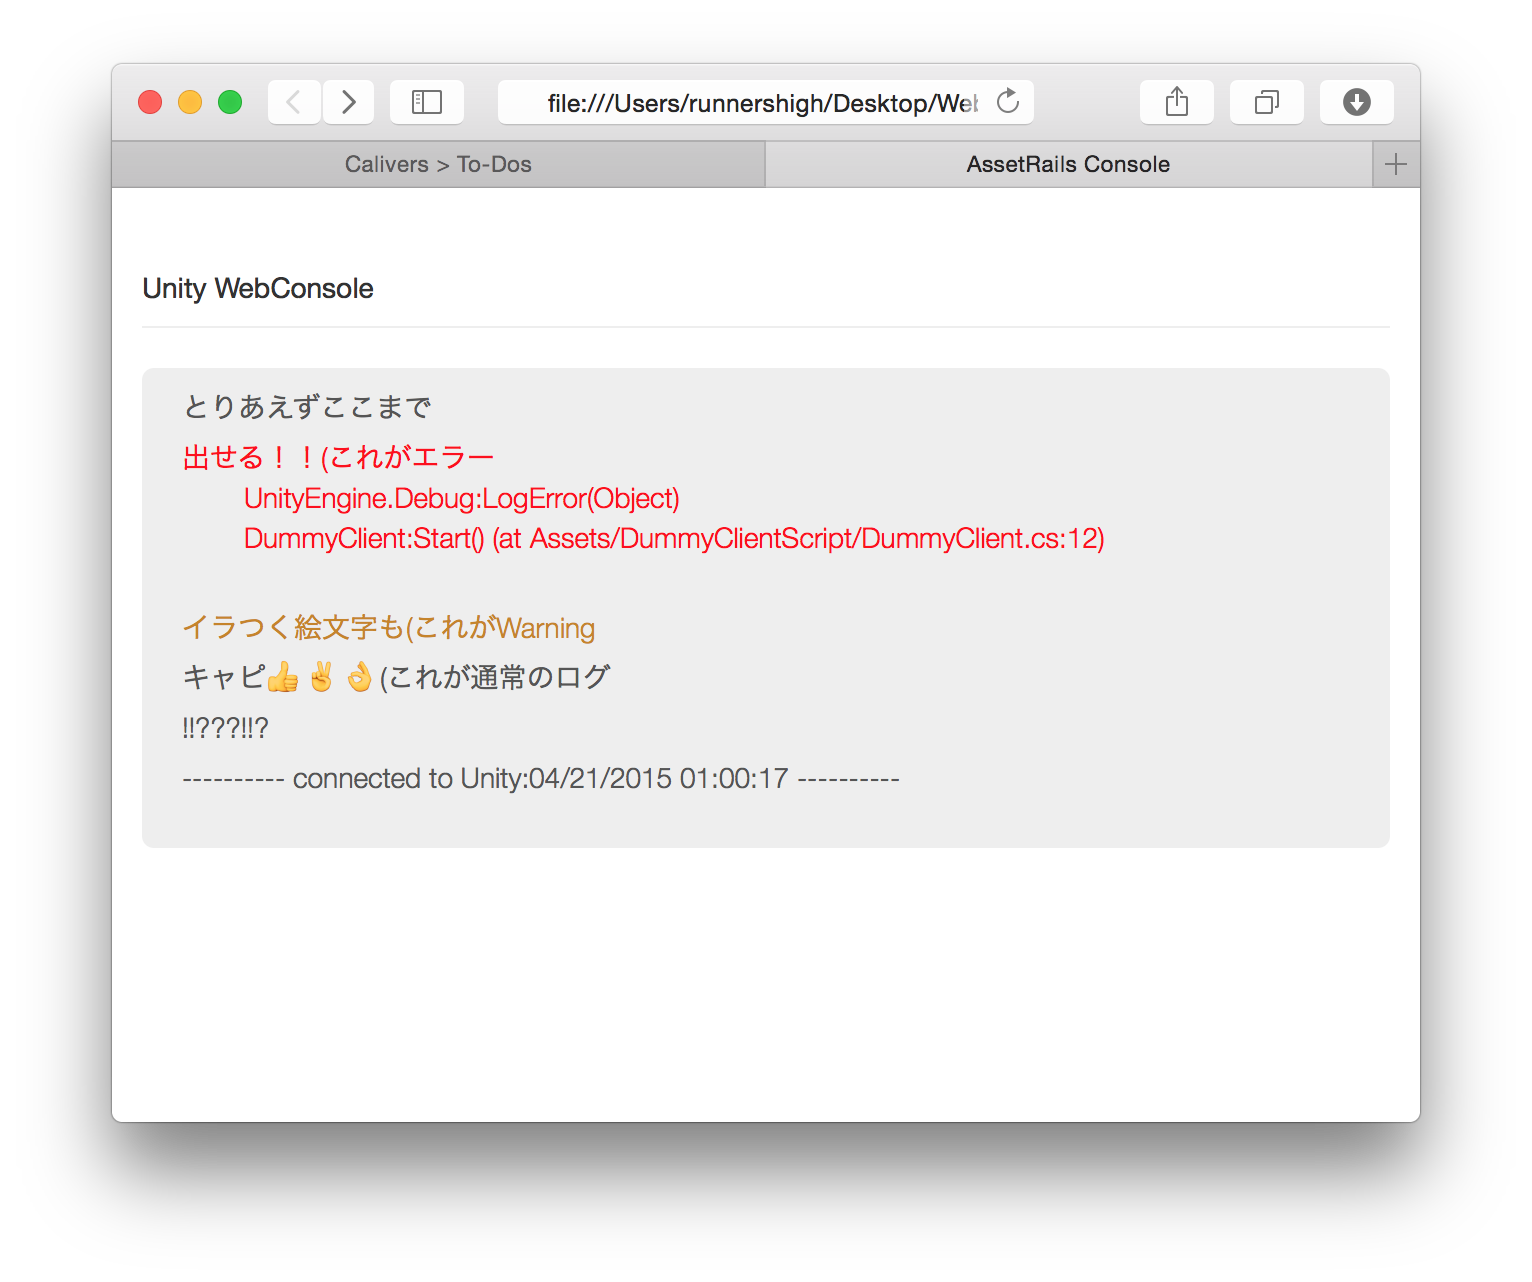 file:///Users/runnershigh/Desktop/We
Calivers > To-Dos
AssetRails Console
Unity WebConsole
とりあえずここまで
出せる！！(これがエラー
UnityEngine.Debug:LogError(Object)
DummyClient:Start() (at Assets/DummyClientScript/DummyClient.cs:12)
イラつく絵文字も(これがWarning
キャピ👍✌️👌(これが通常のログ
!!???!!?
---------- connected to Unity:04/21/2015 01:00:17 ----------